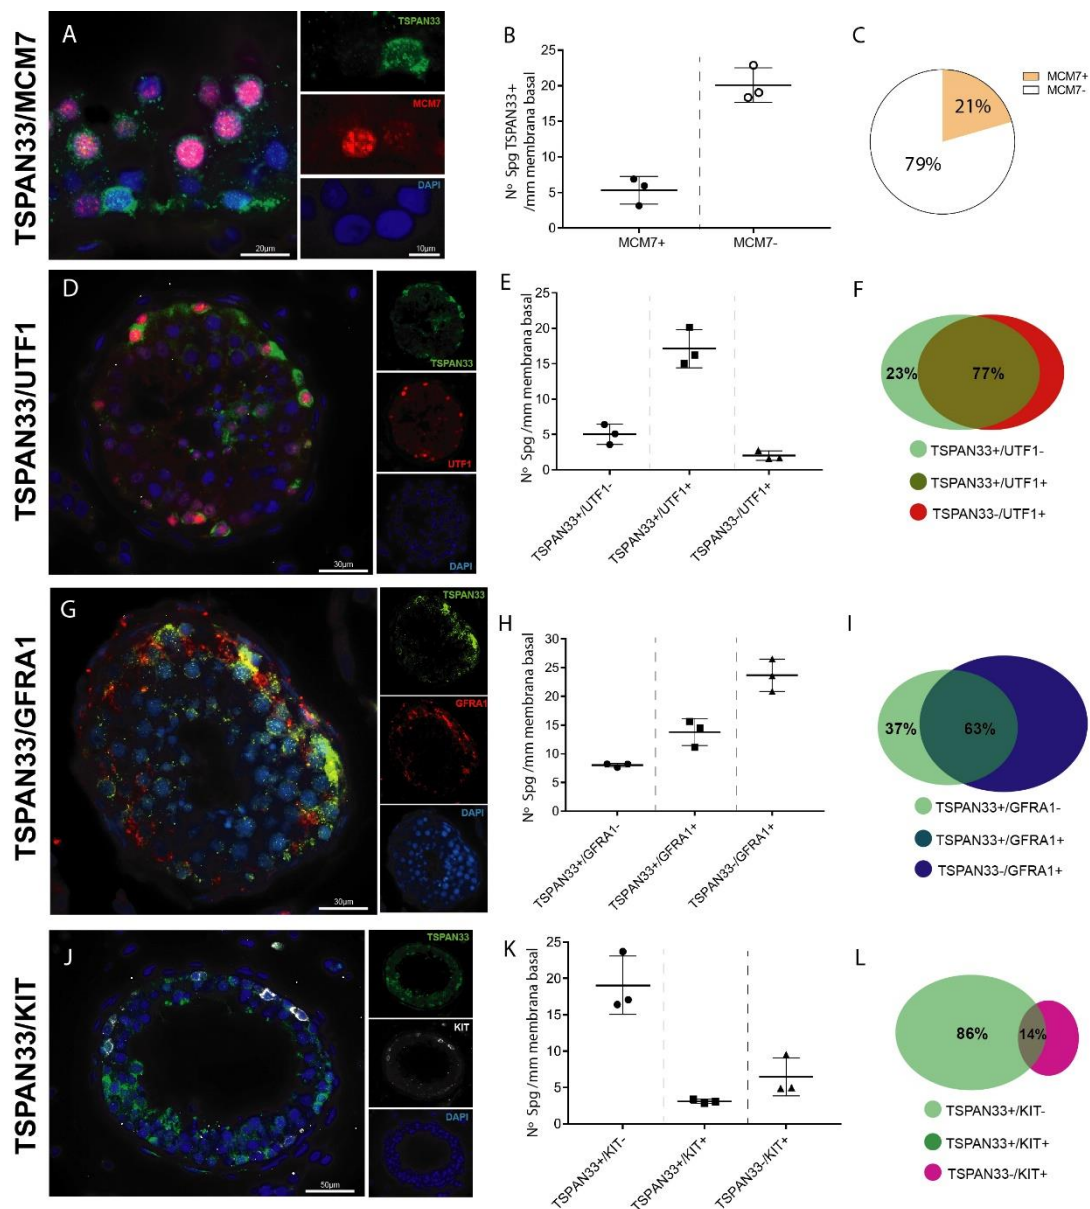 TSPAN33/MCM7
A
TSPAN33
MCM7
DAPI
20µm
10µm
B
Nº Spg TSPAN33+
/mm membrana basal
25
20
15
10
5
0
MCM7+
MCM7-
C
MCM7+
MCM7-
21%
79%
TSPAN33/UTF1
D
TSPAN33
UTF1
DAPI
30µm
E
Nº Spg /mm membrana basal
25
20
15
10
5
0
TSPAN33+/UTF1-
TSPAN33+/UTF1+
TSPAN33-/UTF1+
F
23%
77%
TSPAN33+/UTF1-
TSPAN33+/UTF1+
TSPAN33-/UTF1+
TSPAN33/GFRA1
G
TSPAN33
GFRA1
DAPI
30µm
H
Nº Spg /mm membrana basal
30
25
20
15
10
5
0
TSPAN33+/GFRA1-
TSPAN33+/GFRA1+
TSPAN33-/GFRA1+
I
37%
63%
TSPAN33+/GFRA1-
TSPAN33+/GFRA1+
TSPAN33-/GFRA1+
TSPAN33/KIT
J
TSPAN33
KIT
DAPI
50µm
K
Nº Spg /mm membrana basal
25
20
15
10
5
0
TSPAN33+/KIT-
TSPAN33+/KIT+
TSPAN33-/KIT+
L
86%
14%
TSPAN33+/KIT-
TSPAN33+/KIT+
TSPAN33-/KIT+